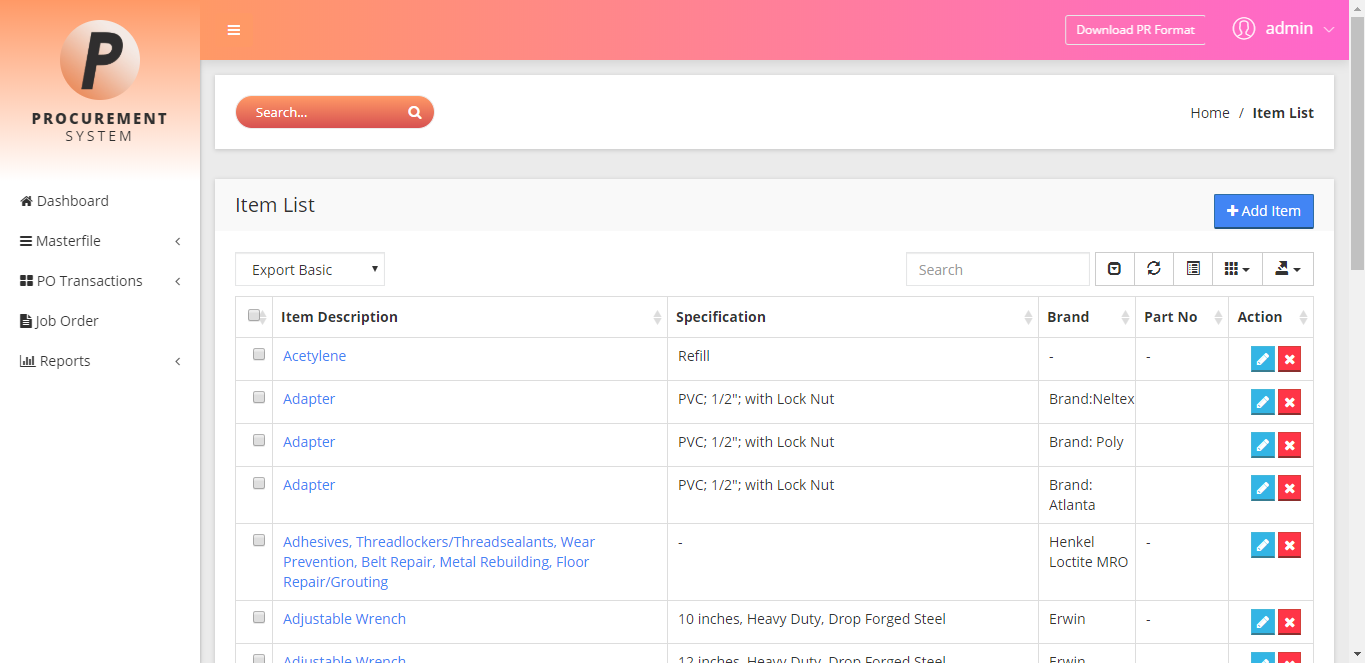 P
PROCUREMENT
SYSTEM
Dashboard
Masterfile
PO Transactions
Job Order
Reports
Download PR Format
admin
Search...
Home / Item List
Item List
Add Item
Export Basic
Search
Item Description Specification Brand Part No Action
Acetylene Refill - -
Adapter PVC; 1/2"; with Lock Nut Brand:Neltex
Adapter PVC; 1/2"; with Lock Nut Brand: Poly
Adapter PVC; 1/2"; with Lock Nut Brand:
Atlanta
Adhesives, Threadlockers/Threadsealants, Wear - Henkel -
Prevention, Belt Repair, Metal Rebuilding, Floor Loctite MRO
Repair/Grouting
Adjustable Wrench 10 inches, Heavy Duty, Drop Forged Steel Erwin -
Adjustable Wrench 12 inches, Heavy Duty, Drop Forged Steel Erwin